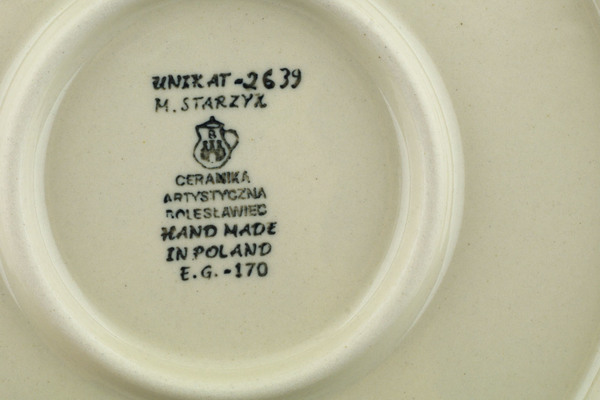 UNIKAT-2639
M. STARZYK
B
CERAMIKA
ARTYSTYCZNA
BOLESŁAWIEC
HAND MADE
IN POLAND
E.G.-170